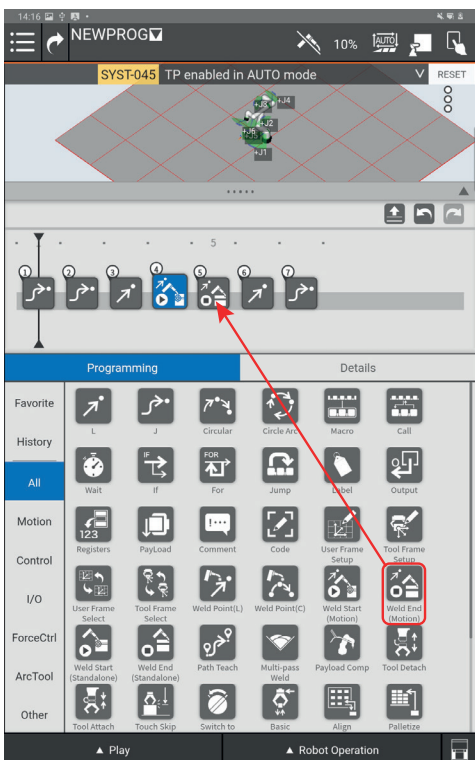 14:16
NEWPROG
10%
AUTO
SYST-045 TP enabled in AUTO mode
RESET
+J3 +J4
+J2
+J1
5
1 2 3 4 5 6 7
Programming Details
Favorite
History
All
Motion
Control
I/O
ForceCtrl
ArcTool
Other
L J Circular Circle Arc Macro Call
IF FOR
Wait If For Jump Label Output
123
Registers PayLoad Comment Code User Frame Setup Tool Frame Setup
User Frame Select Tool Frame Select Weld Point(L) Weld Point(C) Weld Start (Motion) Weld End (Motion)
Weld Start (Standalone) Weld End (Standalone) Path Teach Multi-pass Weld Payload Comp Tool Detach
Tool Attach Touch Skip Switch to Basic Align Palletize
▲ Play ▲ Robot Operation